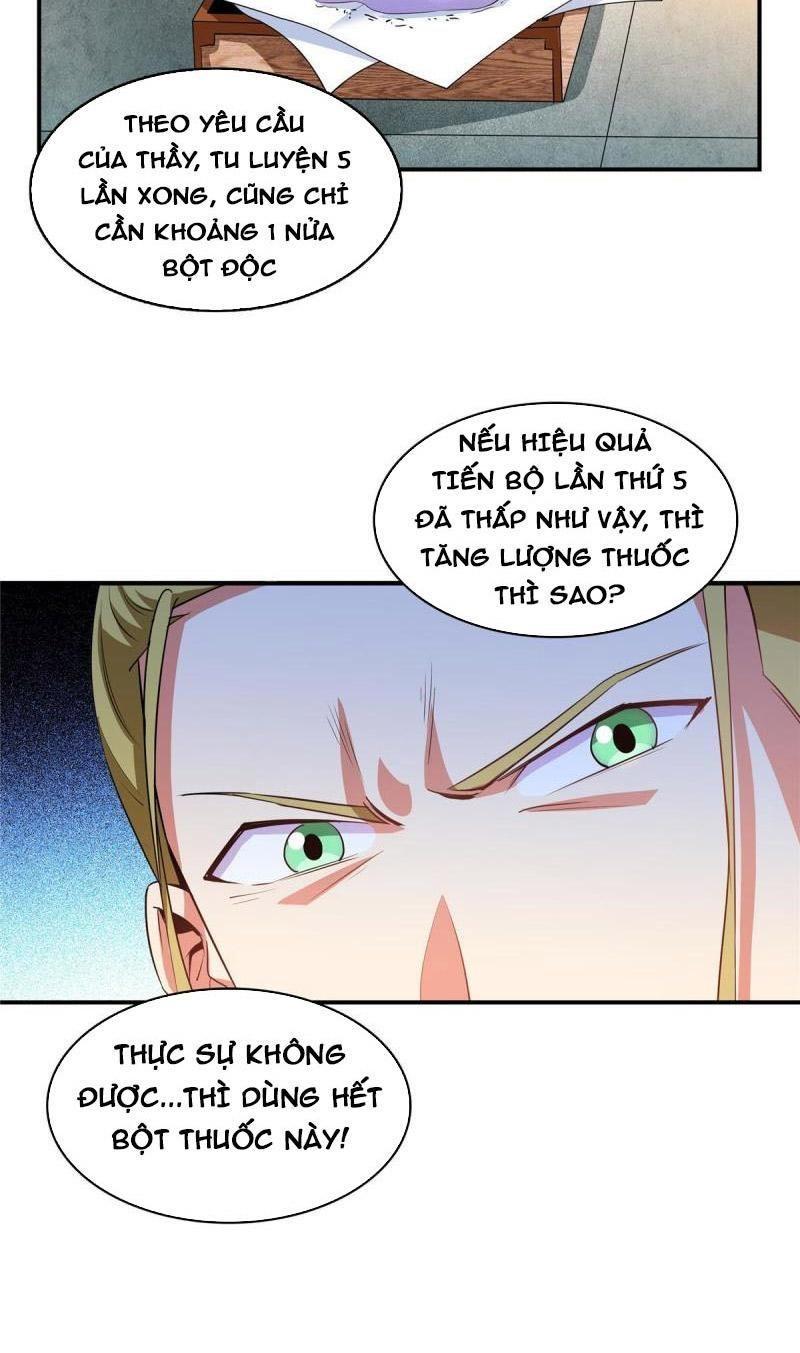 THEO YÊU CẦU
CỦA THẦY, TU LUYỆN 5
LẦN XONG, CŨNG CHỈ
CẦN KHOẢNG 1 NỬA
BỘT ĐỘC
NẾU HIỆU QUẢ
TIẾN BỘ LẦN THỨ 5
ĐÃ THẤP NHƯ VẬY, THÌ
TĂNG LƯỢNG THUỐC
THÌ SAO?
THỰC SỰ KHÔNG
ĐƯỢC...THÌ DÙNG HẾT
BỘT THUỐC NÀY!